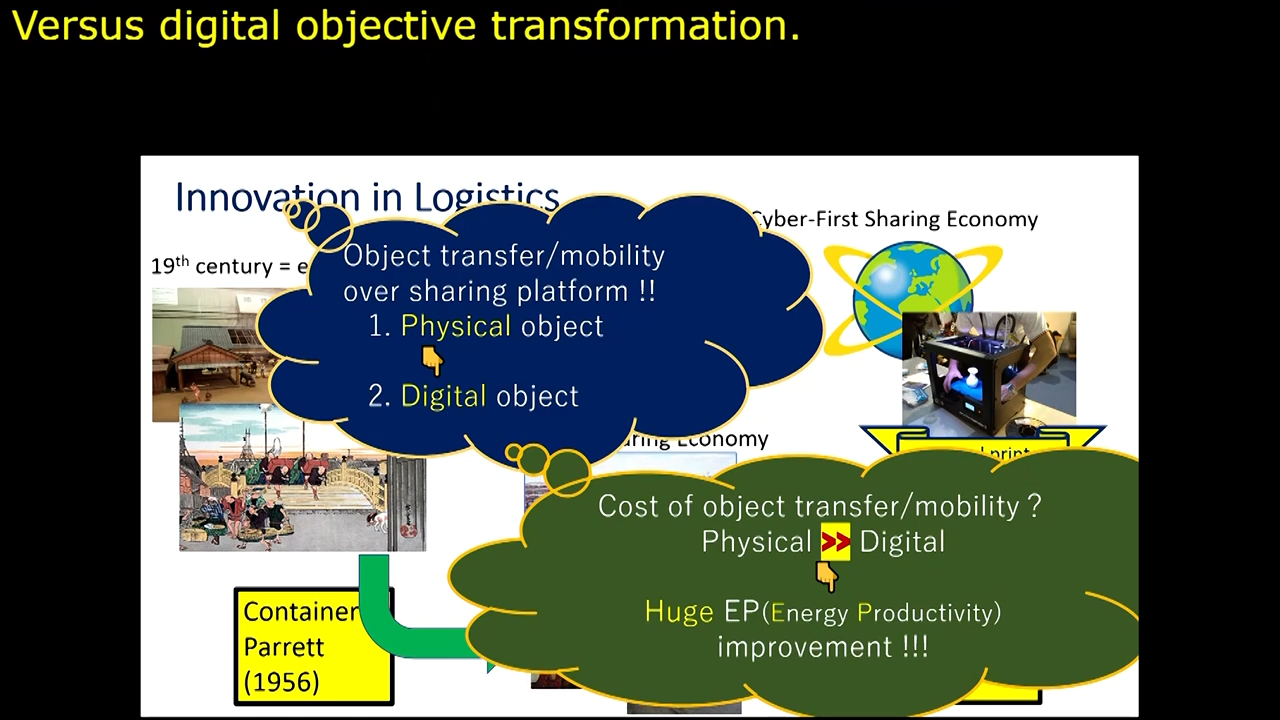 Versus digital objective transformation.
Innovation in Logistics
Cyber-First Sharing Economy
19th century = e
Object transfer/mobility
over sharing platform !!
1. Physical object
2. Digital object
Economy
Cost of object transfer/mobility ?
Physical >> Digital
Huge EP(Energy Productivity)
improvement !!!
Container
Parrett
(1956)